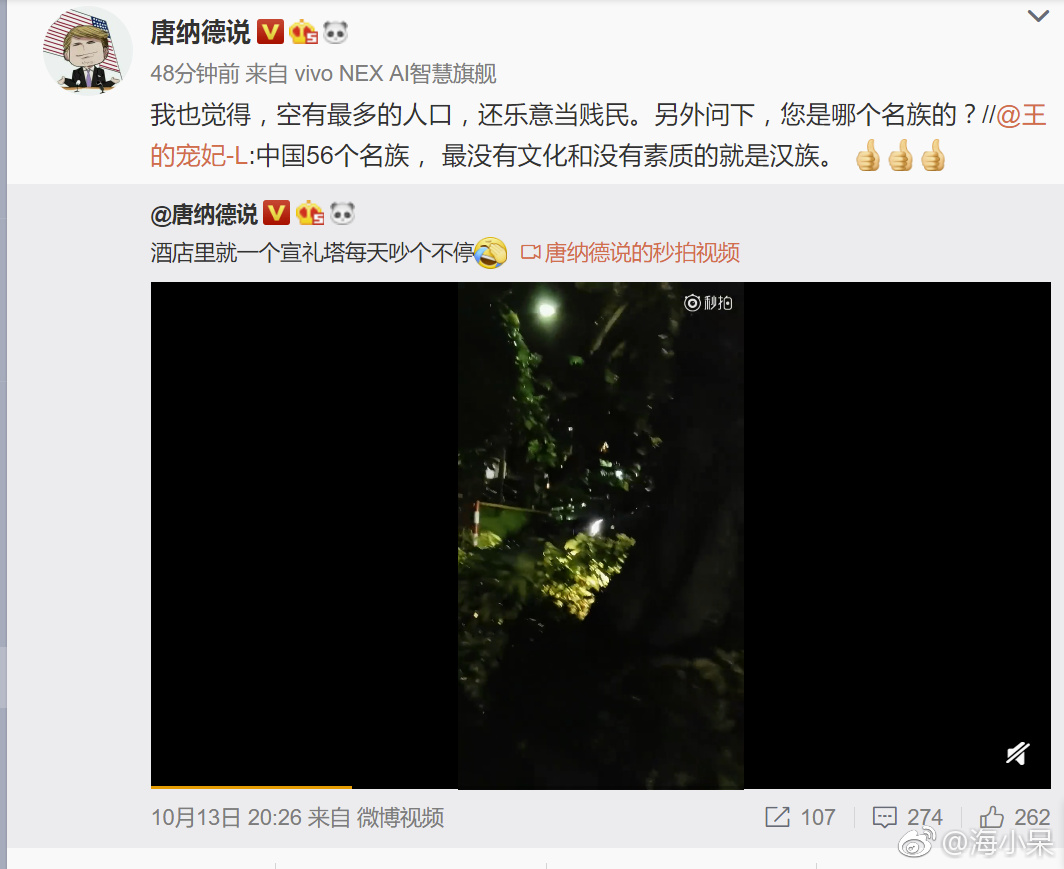 唐纳德说
48分钟前 来自 vivo NEX AI智慧旗舰
我也觉得，空有最多的人口，还乐意当贱民。另外问下，您是哪个名族的？//@王
的宠妃-L:中国56个名族， 最没有文化和没有素质的就是汉族。
@唐纳德说
酒店里就一个宣礼塔每天吵个不停 唐纳德说的秒拍视频
秒拍
10月13日 20:26 来自 微博视频 107 274 262
@海小呆